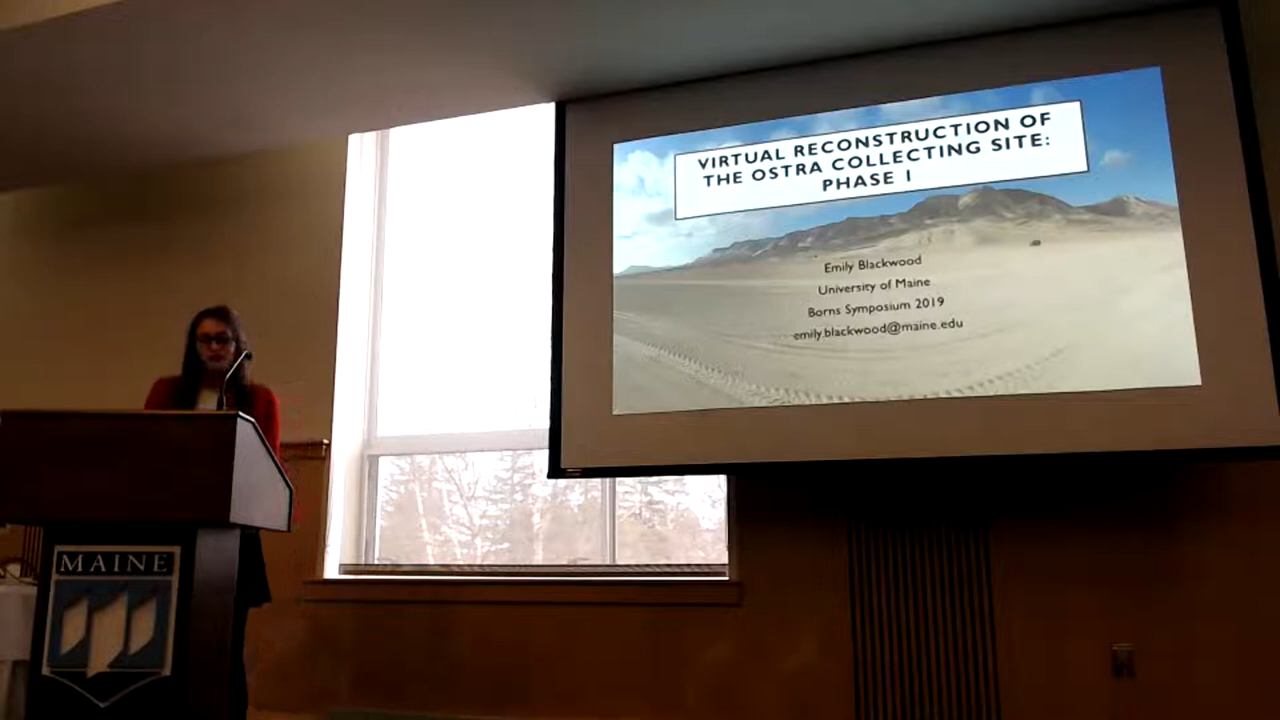 VIRTUAL RECONSTRUCTION OF
THE OSTRA COLLECTING SITE:
PHASE I
Emily Blackwood
University of Maine
Borns Symposium 2019
emily.blackwood@maine.edu
MAINE